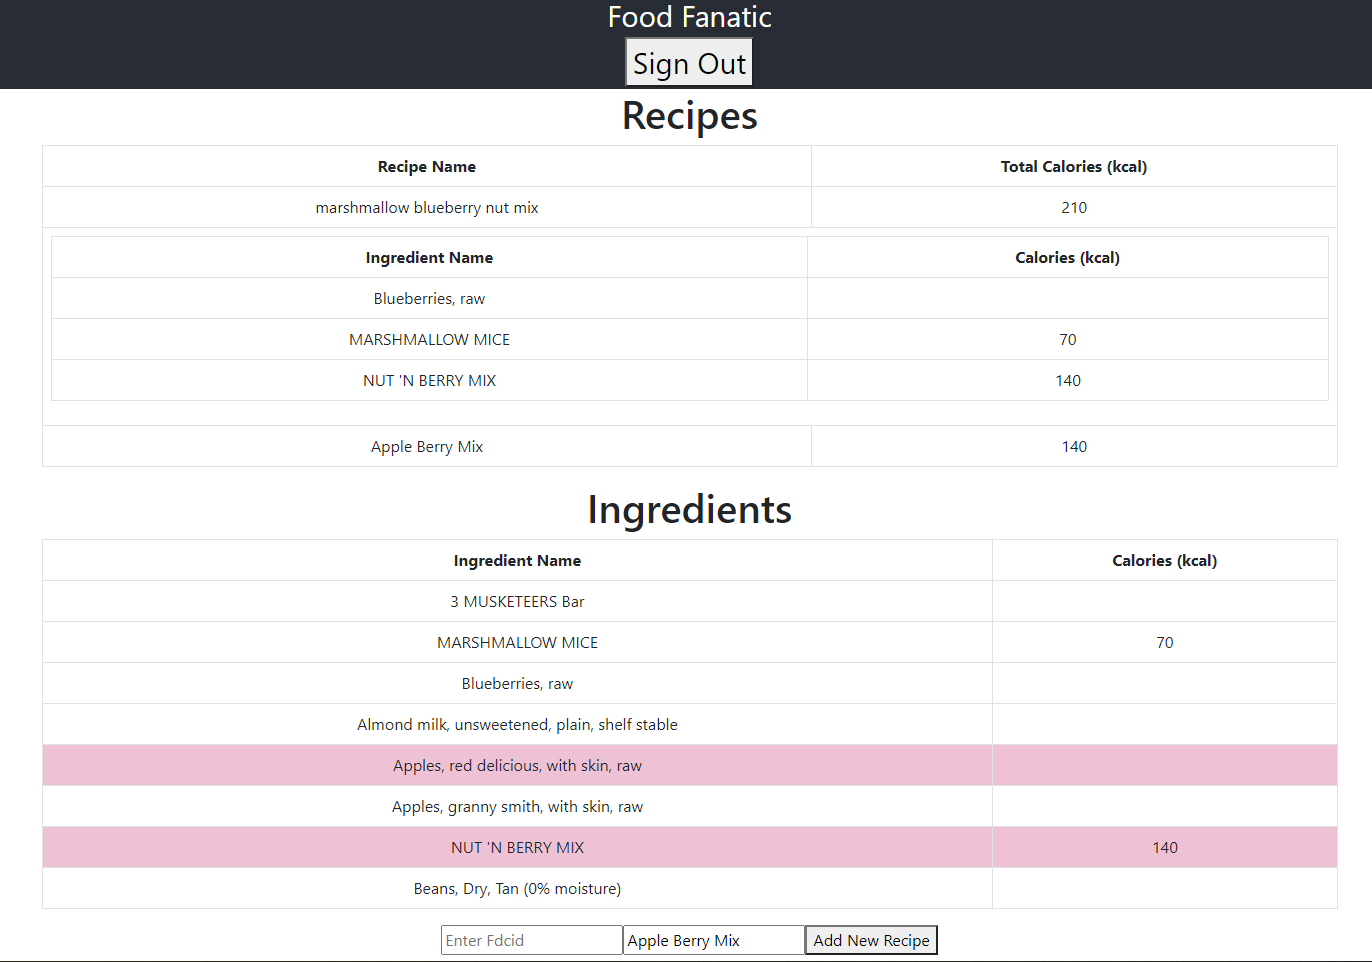 Food Fanatic
Sign Out
Recipes
Recipe Name Total Calories (kcal)
marshmallow blueberry nut mix 210
Ingredient Name Calories (kcal)
Blueberries, raw
MARSHMALLOW MICE 70
NUT 'N BERRY MIX 140
Apple Berry Mix 140
Ingredients
Ingredient Name Calories (kcal)
3 MUSKETEERS Bar
MARSHMALLOW MICE 70
Blueberries, raw
Almond milk, unsweetened, plain, shelf stable
Apples, red delicious, with skin, raw
Apples, granny smith, with skin, raw
NUT 'N BERRY MIX 140
Beans, Dry, Tan (0% moisture)
Enter Fdcid Apple Berry Mix Add New Recipe